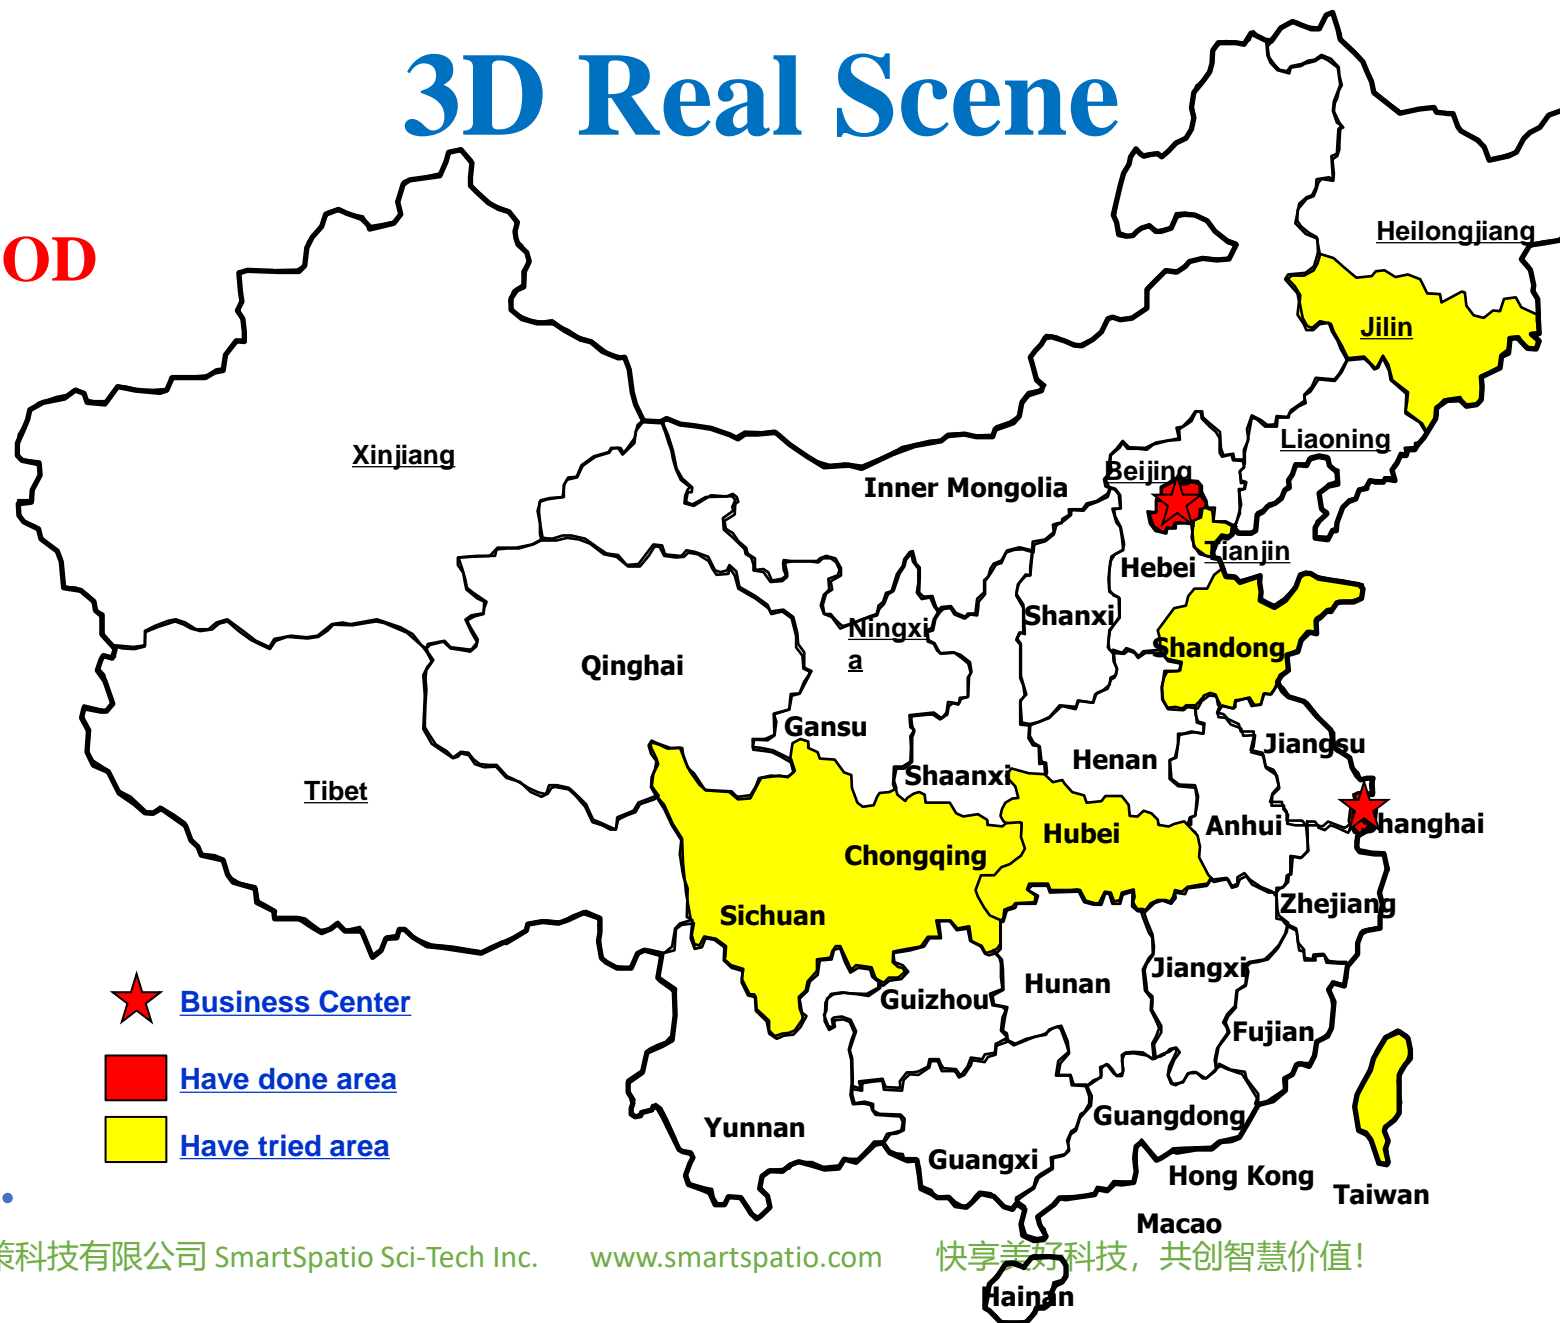 3D Real Scene
OD
Heilongjiang
Jilin
Xinjiang
Liaoning
Beijing
Inner Mongolia
Tianjin
Hebei
Shanxi
Ningxi
a
Shandong
Qinghai
Gansu
Jiangsu
Henan
Shaanxi
Tibet
Shanghai
Anhui
Hubei
Chongqing
Zhejiang
Sichuan
Jiangxi
Hunan
Guizhou
Business Center
Fujian
Have done area
Guangdong
Yunnan
Have tried area
Guangxi
Hong Kong
Taiwan
Macao
策科技有限公司 SmartSpatio Sci-Tech Inc. www.smartspatio.com 快享美好科技，共创智慧价值！
Hainan